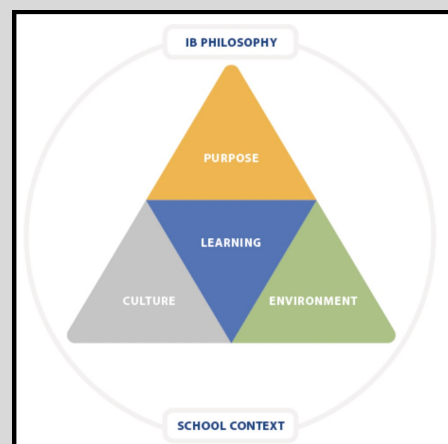 IB PHILOSOPHY
PURPOSE
LEARNING
CULTURE
ENVIRONMENT
SCHOOL CONTEXT